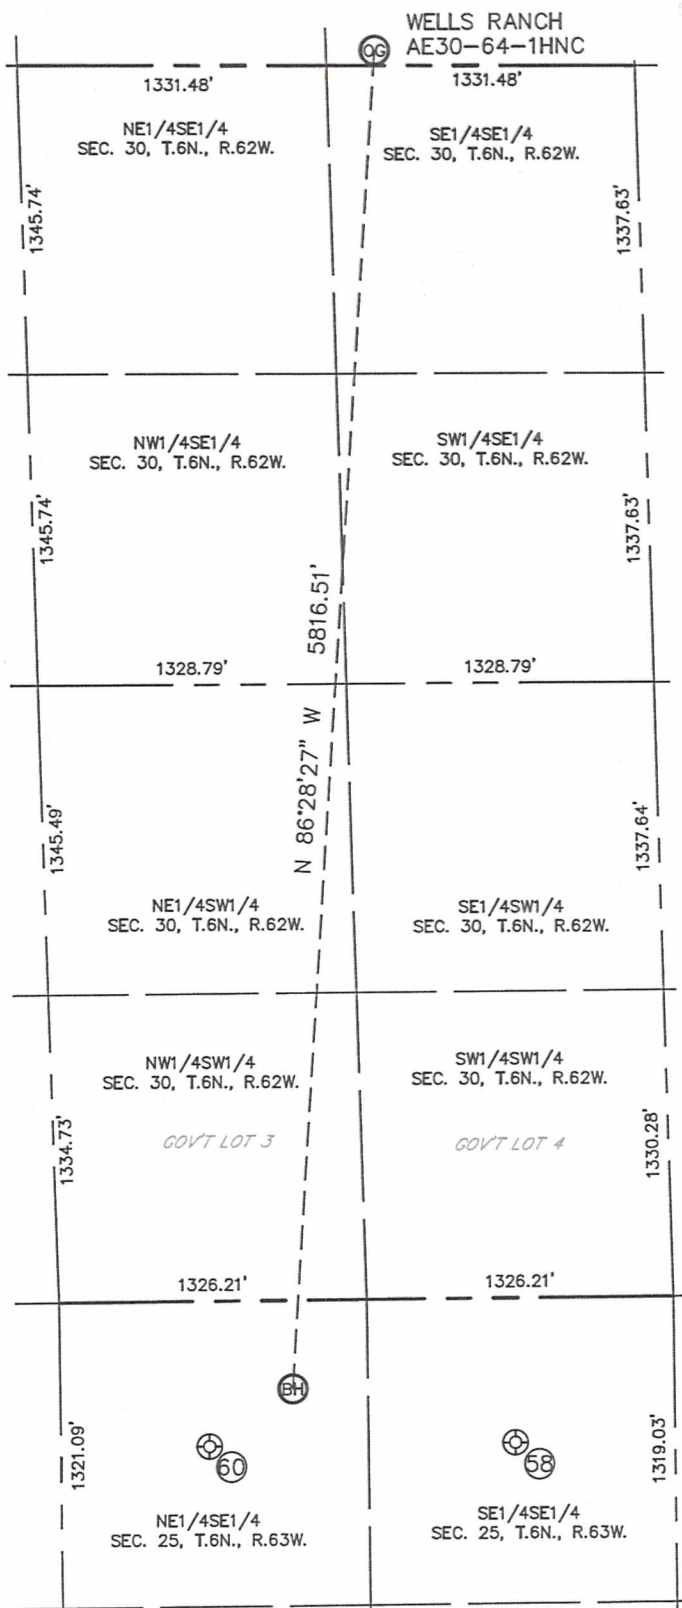 WELLS RANCH
AE30-64-1HNC
OG
1331.48'
1331.48'
NE1/4SE1/4
SEC. 30, T.6N., R.62W.
SE1/4SE1/4
SEC. 30, T.6N., R.62W.
1345.74'
1337.63'
NW1/4SE1/4
SEC. 30, T.6N., R.62W.
SW1/4SE1/4
SEC. 30, T.6N., R.62W.
1345.74'
1337.63'
N 86°28'27" W 5816.51'
1328.79'
1328.79'
1345.49'
1337.64'
NE1/4SW1/4
SEC. 30, T.6N., R.62W.
SE1/4SW1/4
SEC. 30, T.6N., R.62W.
NW1/4SW1/4
SEC. 30, T.6N., R.62W.
SW1/4SW1/4
SEC. 30, T.6N., R.62W.
GOV'T LOT 3
GOV'T LOT 4
1334.73'
1330.28'
1326.21'
1326.21'
BH
1321.09'
1319.03'
60
58
NE1/4SE1/4
SEC. 25, T.6N., R.63W.
SE1/4SE1/4
SEC. 25, T.6N., R.63W.